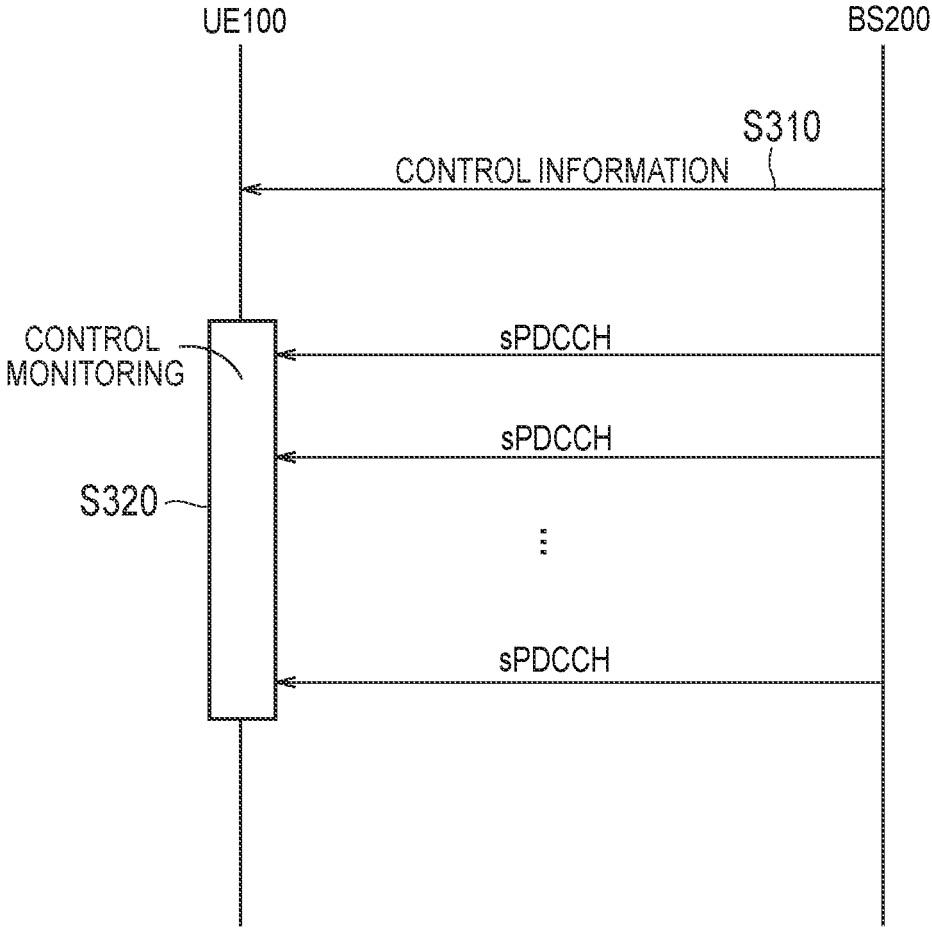 UE100
BS200
S310
CONTROL INFORMATION
CONTROL
MONITORING
sPDCCH
sPDCCH
S320
sPDCCH